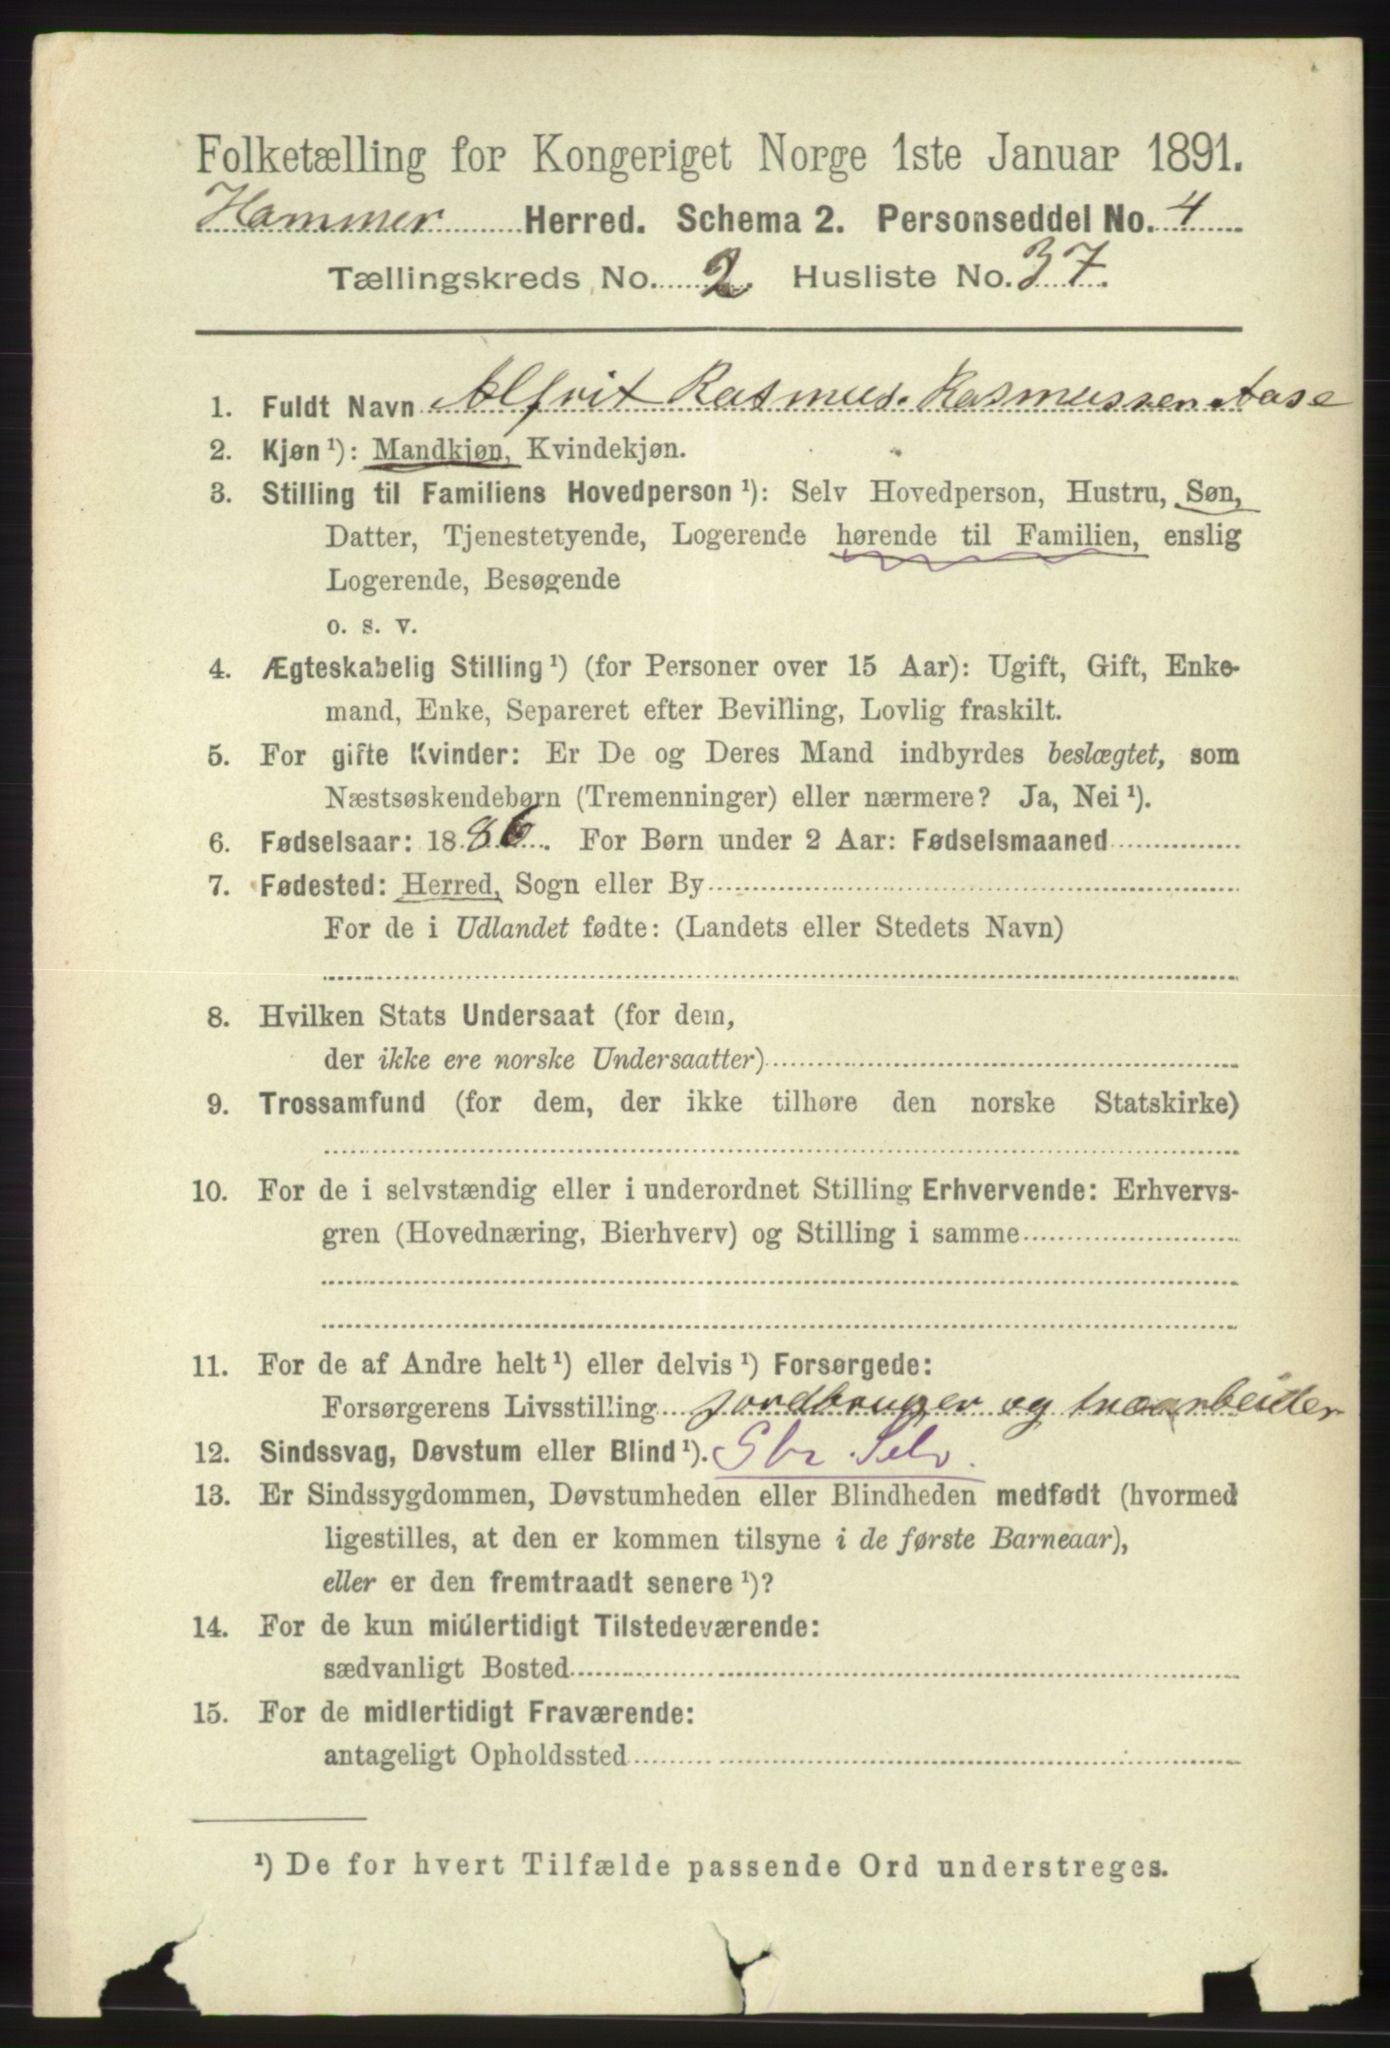 Folketælling for Kongeriget Norge 1ste Januar 1891.
Hammer Herred. Schema 2. Personseddel No. 4
Tællingskreds No. 2. Husliste No. 37.
1. Fuldt Navn Alfrit Rasmus. Rasmussen Aase
2. Kjøn ¹): Mandkjøn, Kvindekjøn.
3. Stilling til Familiens Hovedperson ¹): Selv Hovedperson, Hustru, Søn,
Datter, Tjenestetyende, Logerende hørende til Familien, enslig
Logerende, Besøgende
o. s. v.
4. Ægteskabelig Stilling ¹) (for Personer over 15 Aar): Ugift, Gift, Enke-
mand, Enke, Separeret efter Bevilling, Lovlig fraskilt.
5. For gifte Kvinder: Er De og Deres Mand indbyrdes beslægtet, som
Næstsøskendebørn (Tremenninger) eller nærmere? Ja, Nei ¹).
6. Fødselsaar: 1886. For Børn under 2 Aar: Fødselsmaaned
7. Fødested: Herred, Sogn eller By
For de i Udlandet fødte: (Landets eller Stedets Navn)
8. Hvilken Stats Undersaat (for dem,
der ikke ere norske Undersaatter)
9. Trossamfund (for dem, der ikke tilhøre den norske Statskirke)
10. For de i selvstændig eller i underordnet Stilling Erhvervende: Erhvervs-
gren (Hovednæring, Bierhverv) og Stilling i samme
11. For de af Andre helt ¹) eller delvis ¹) Forsørgede:
Forsørgerens Livsstilling jordbruger og træarbeider
12. Sindssvag, Døvstum eller Blind ¹). Gbr. Selv.
13. Er Sindssygdommen, Døvstumheden eller Blindheden medfødt (hvormed
ligestilles, at den er kommen tilsyne i de første Barneaar),
eller er den fremtraadt senere ¹)?
14. For de kun midlertidigt Tilstedeværende:
sædvanligt Bosted
15. For de midlertidigt Fraværende:
antageligt Opholdssted
¹) De for hvert Tilfælde passende Ord understreges.